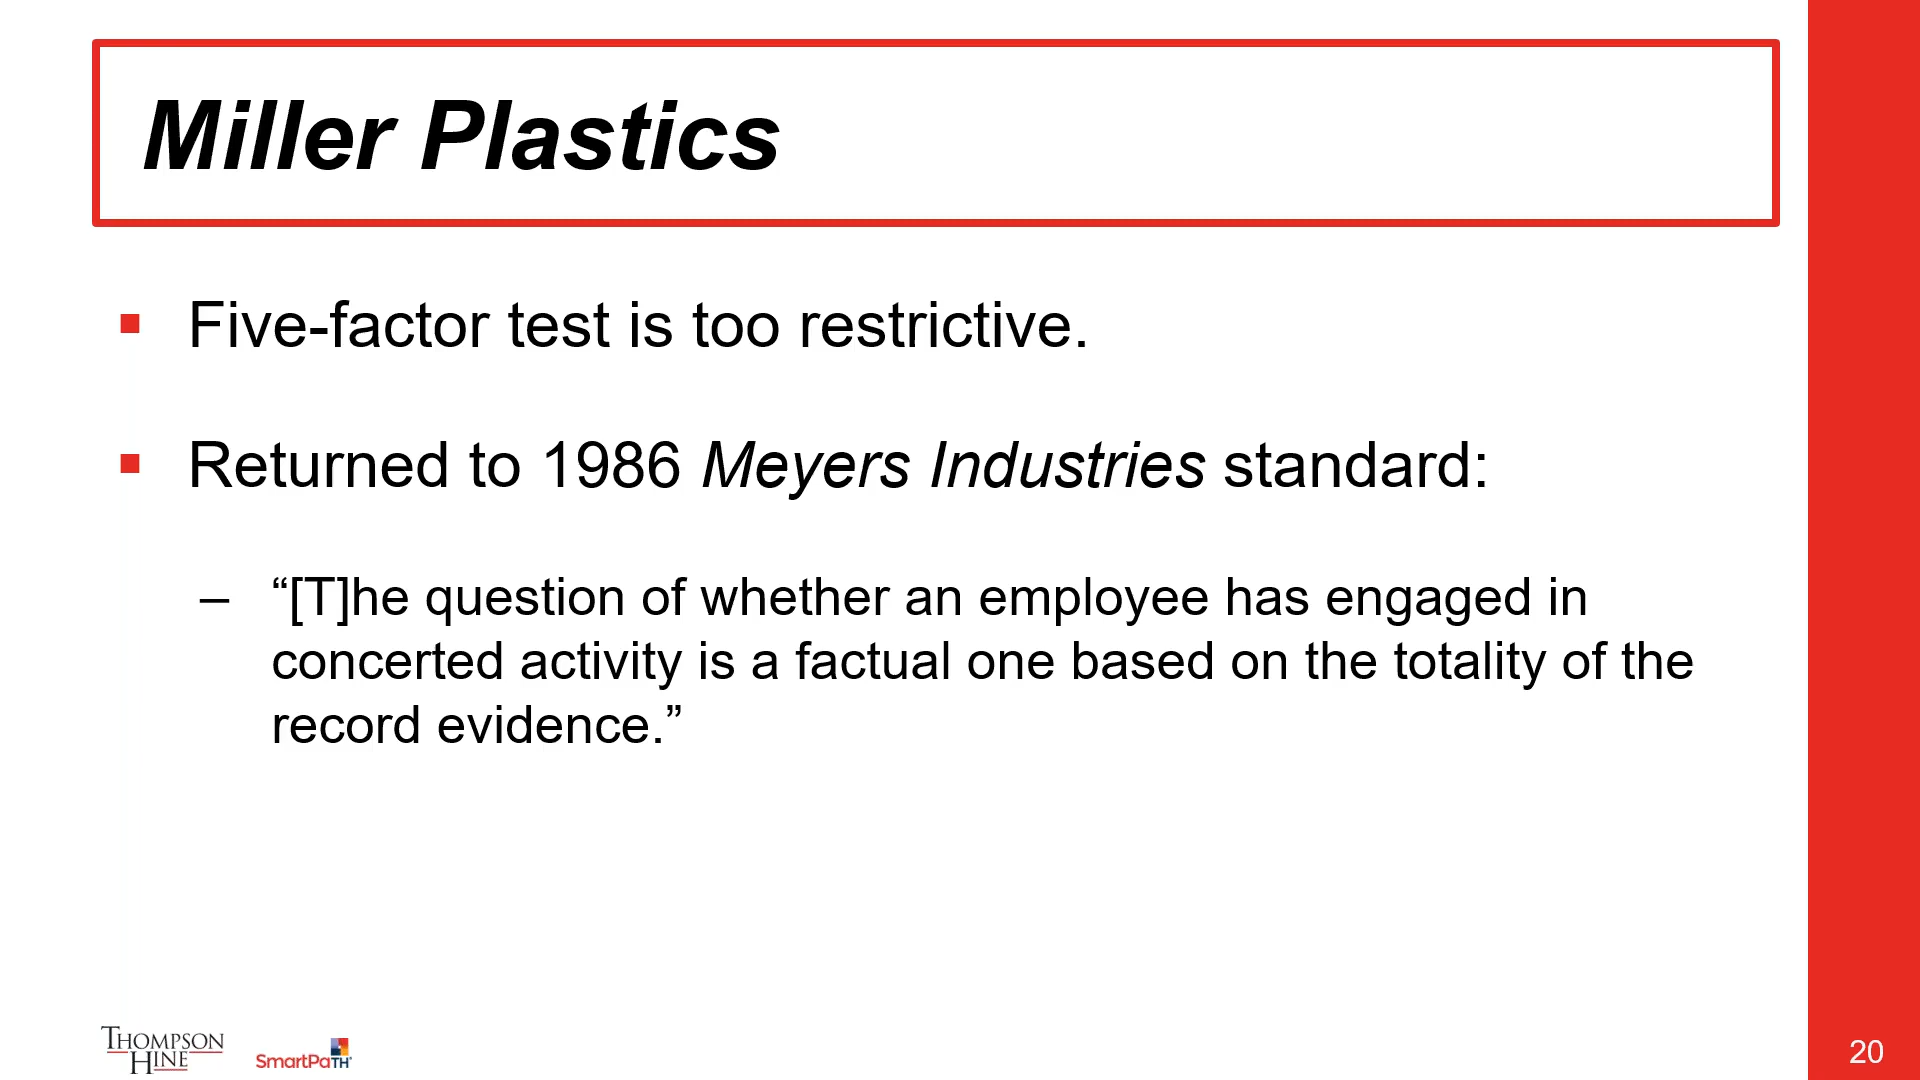 Miller Plastics
Five-factor test is too restrictive.
Returned to 1986 Meyers Industries standard:
– “[T]he question of whether an employee has engaged in
concerted activity is a factual one based on the totality of the
record evidence.”
THOMPSON
HINE
SmartPaTH
20